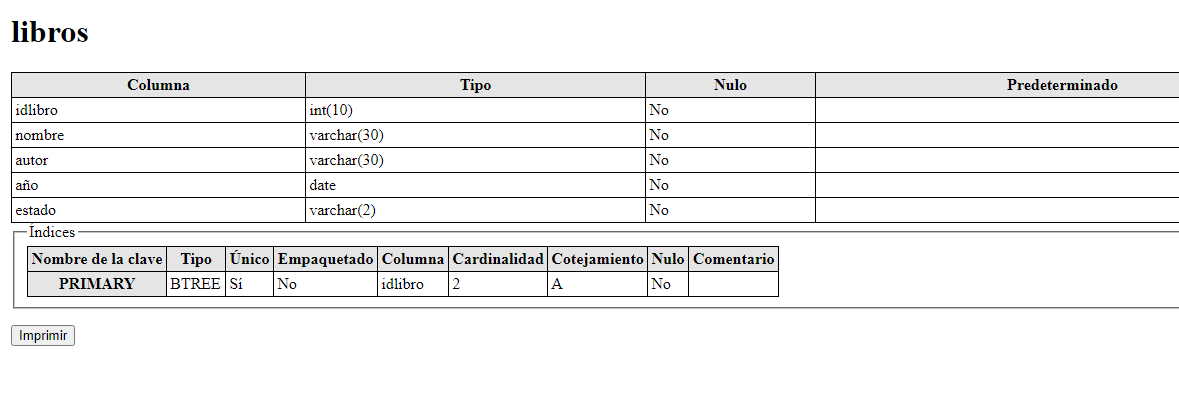 libros
Columna Tipo Nulo Predeterminado
idlibro int(10) No
nombre varchar(30) No
autor varchar(30) No
año date No
estado varchar(2) No
Índices
Nombre de la clave Tipo Único Empaquetado Columna Cardinalidad Cotejamiento Nulo Comentario
PRIMARY BTREE Sí No idlibro 2 A No
Imprimir